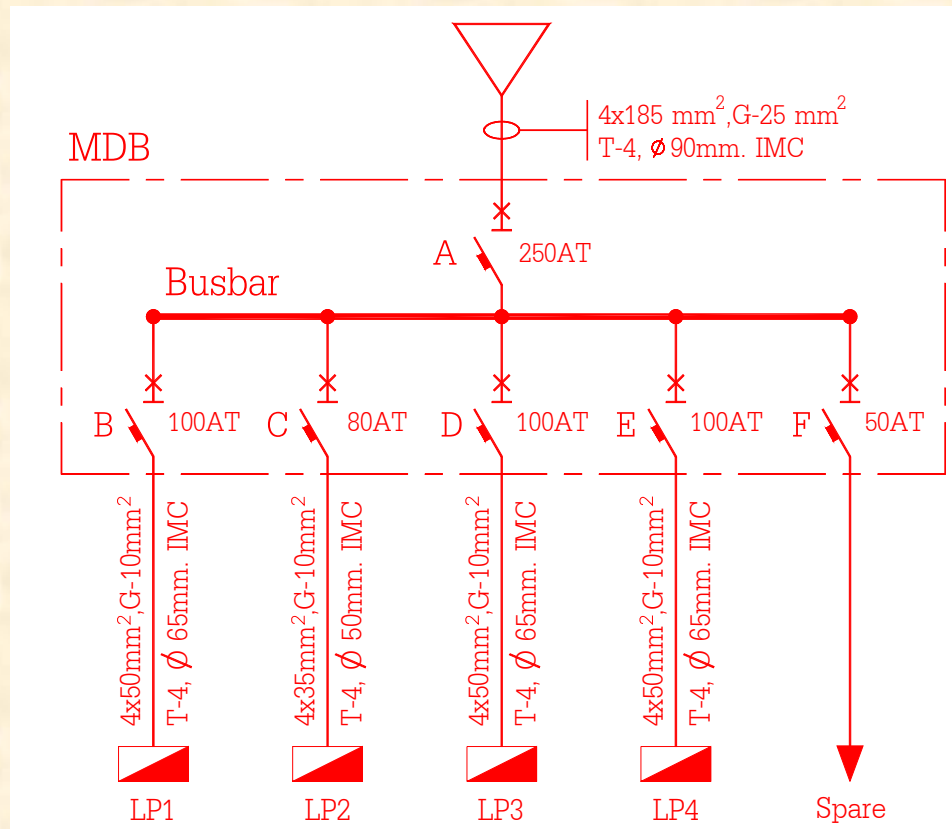 4x185 mm²,G-25 mm²
T-4, Ø 90mm. IMC
MDB
A
250AT
Busbar
B
100AT
C
80AT
D
100AT
E
100AT
F
50AT
4x50mm²,G-10mm²
T-4, Ø 65mm. IMC
4x35mm²,G-10mm²
T-4, Ø 50mm. IMC
4x50mm²,G-10mm²
T-4, Ø 65mm. IMC
4x50mm²,G-10mm²
T-4, Ø 65mm. IMC
LP1
LP2
LP3
LP4
Spare